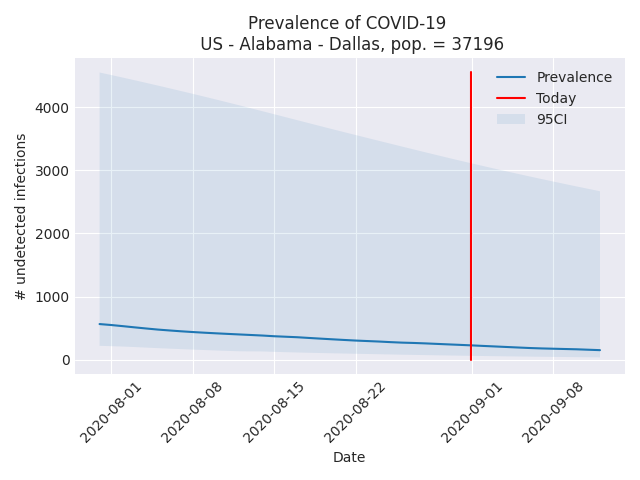 Prevalence of COVID-19
US - Alabama - Dallas, pop. = 37196
Prevalence
Today
95CI
4000
3000
2000
1000
0
# undetected infections
2020-08-01
2020-08-08
2020-08-15
2020-08-22
2020-09-01
2020-09-08
Date